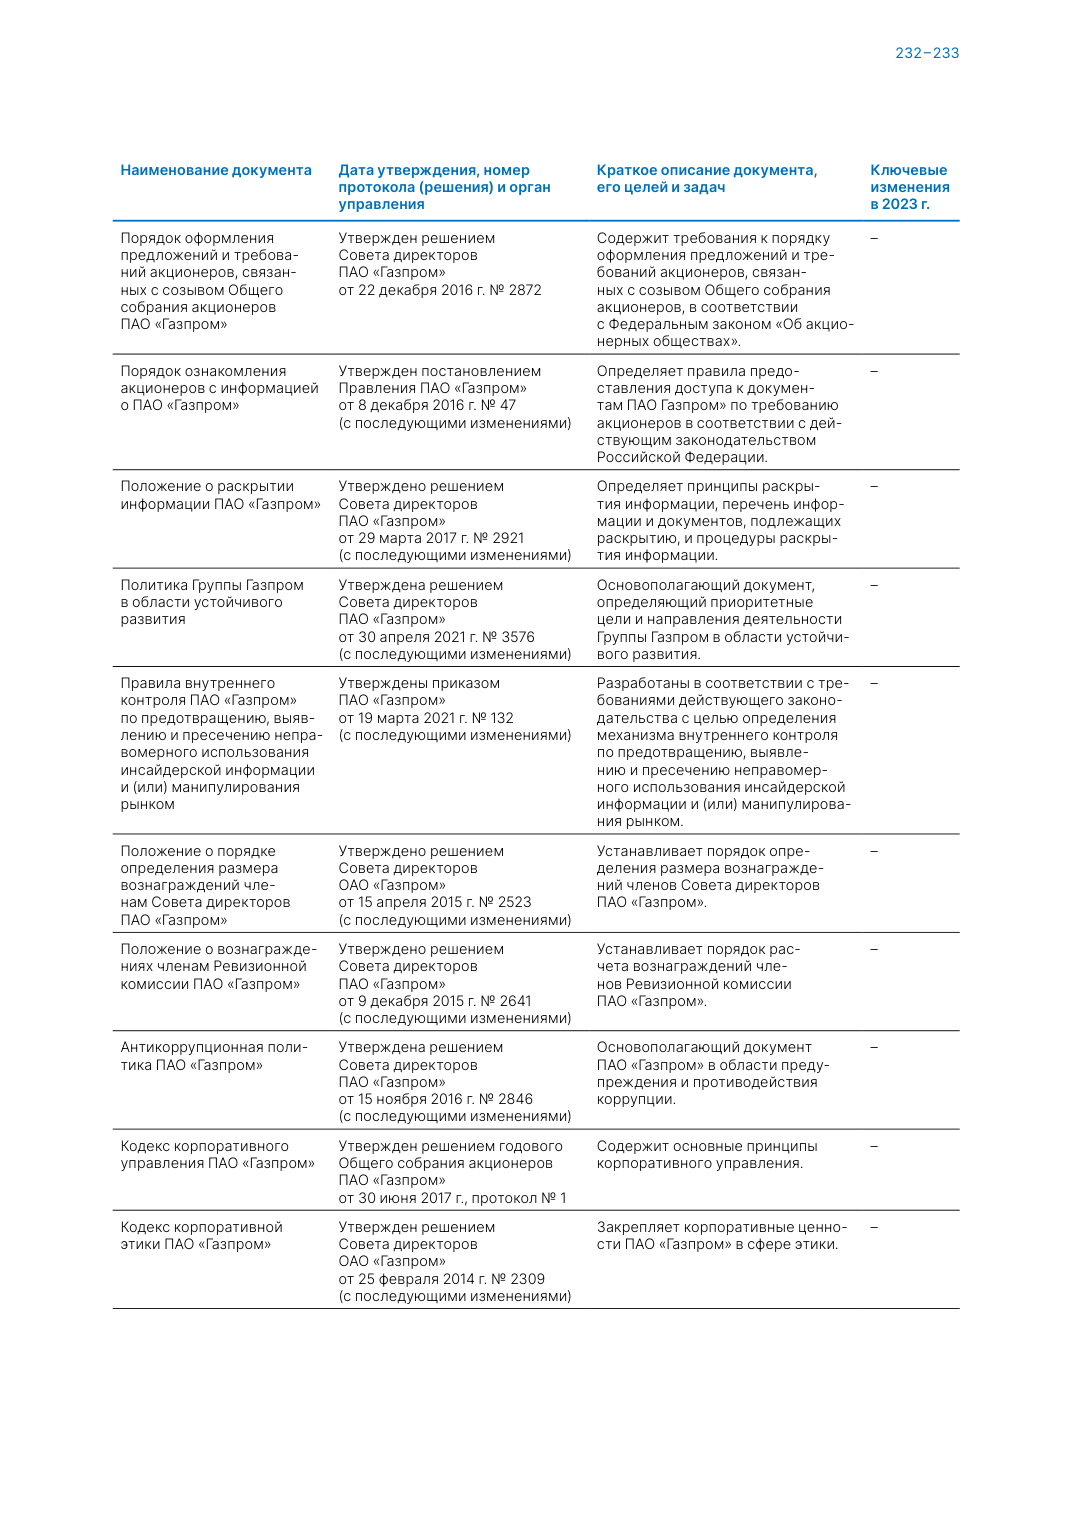 232–233
Наименование документа
Дата утверждения, номер
протокола (решения) и орган
управления
Краткое описание документа,
его целей и задач
Ключевые
изменения
в 2023 г.
Порядок оформления
предложений и требова-
ний акционеров, связан-
ных с созывом Общего
собрания акционеров
ПАО «Газпром»
Утвержден решением
Совета директоров
ПАО «Газпром»
от 22 декабря 2016 г. № 2872
Содержит требования к порядку
оформления предложений и тре-
бований акционеров, связан-
ных с созывом Общего собрания
акционеров, в соответствии
с Федеральным законом «Об акцио-
нерных обществах».
–
Порядок ознакомления
акционеров с информацией
о ПАО «Газпром»
Утвержден постановлением
Правления ПАО «Газпром»
от 8 декабря 2016 г. № 47
(с последующими изменениями)
Определяет правила предо-
ставления доступа к докумен-
там ПАО Газпром» по требованию
акционеров в соответствии с дей-
ствующим законодательством
Российской Федерации.
–
Положение о раскрытии
информации ПАО «Газпром»
Утверждено решением
Совета директоров
ПАО «Газпром»
от 29 марта 2017 г. № 2921
(с последующими изменениями)
Определяет принципы раскры-
тия информации, перечень инфор-
мации и документов, подлежащих
раскрытию, и процедуры раскры-
тия информации.
–
Политика Группы Газпром
в области устойчивого
развития
Утверждена решением
Совета директоров
ПАО «Газпром»
от 30 апреля 2021 г. № 3576
(с последующими изменениями)
Основополагающий документ,
определяющий приоритетные
цели и направления деятельности
Группы Газпром в области устойчи-
вого развития.
–
Правила внутреннего
контроля ПАО «Газпром»
по предотвращению, выяв-
лению и пресечению непра-
вомерного использования
инсайдерской информации
и (или) манипулирования
рынком
Утверждены приказом
ПАО «Газпром»
от 19 марта 2021 г. № 132
(с последующими изменениями)
Разработаны в соответствии с тре-
бованиями действующего законо-
дательства с целью определения
механизма внутреннего контроля
по предотвращению, выявле-
нию и пресечению неправомер-
ного использования инсайдерской
информации и (или) манипулирова-
ния рынком.
–
Положение о порядке
определения размера
вознаграждений чле-
нам Совета директоров
ПАО «Газпром»
Утверждено решением
Совета директоров
ОАО «Газпром»
от 15 апреля 2015 г. № 2523
(с последующими изменениями)
Устанавливает порядок опре-
деления размера вознагражде-
ний членов Совета директоров
ПАО «Газпром».
–
Положение о вознагражде-
ниях членам Ревизионной
комиссии ПАО «Газпром»
Утверждено решением
Совета директоров
ПАО «Газпром»
от 9 декабря 2015 г. № 2641
(с последующими изменениями)
Устанавливает порядок рас-
чета вознаграждений чле-
нов Ревизионной комиссии
ПАО «Газпром».
–
Антикоррупционная поли-
тика ПАО «Газпром»
Утверждена решением
Совета директоров
ПАО «Газпром»
от 15 ноября 2016 г. № 2846
(с последующими изменениями)
Основополагающий документ
ПАО «Газпром» в области преду-
преждения и противодействия
коррупции.
–
Кодекс корпоративного
управления ПАО «Газпром»
Утвержден решением годового
Общего собрания акционеров
ПАО «Газпром»
от 30 июня 2017 г., протокол № 1
Содержит основные принципы
корпоративного управления.
–
Кодекс корпоративной
этики ПАО «Газпром»
Утвержден решением
Совета директоров
ОАО «Газпром»
от 25 февраля 2014 г. № 2309
(с последующими изменениями)
Закрепляет корпоративные ценно-
сти ПАО «Газпром» в сфере этики.
–